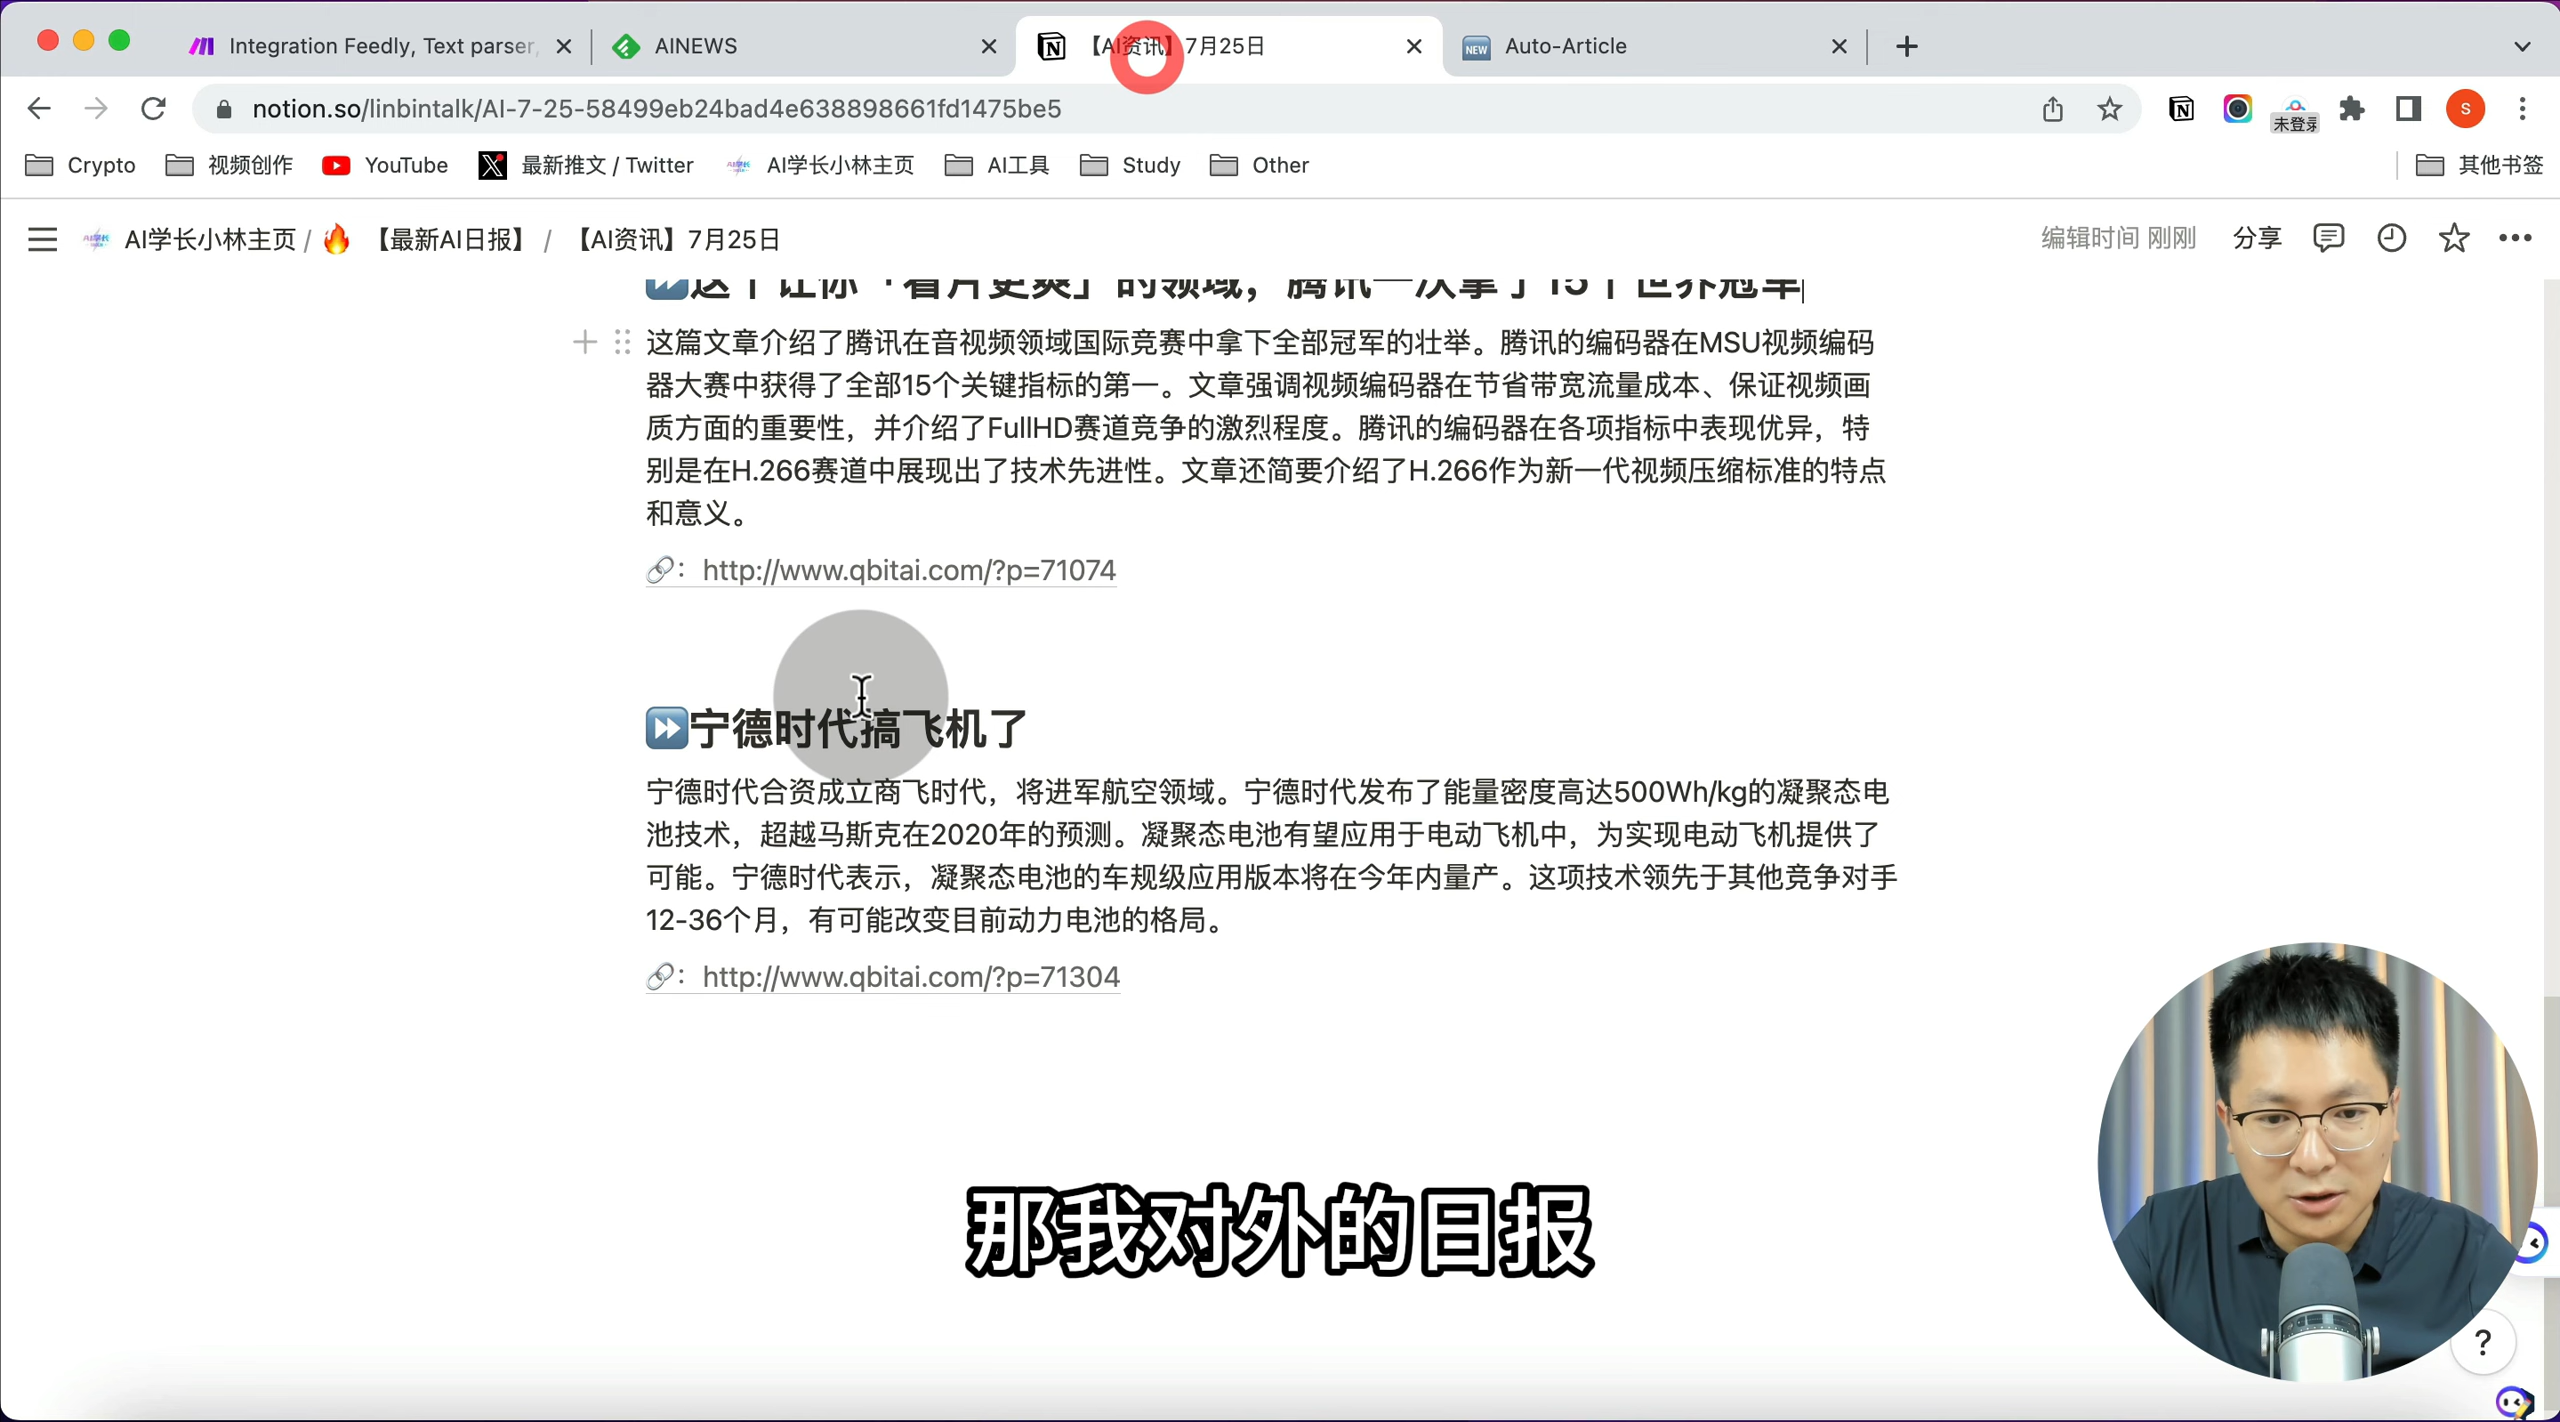 Integration Feedly, Text parser,
AINEWS
【AI资讯】7月25日
Auto-Article
notion.so/linbintalk/AI-7-25-58499eb24bad4e638898661fd1475be5
未登录
S
Crypto
视频创作
YouTube
最新推文 / Twitter
AI学长小林主页
AI工具
Study
Other
其他书签
AI学长小林主页 / 🔥 【最新AI日报】 / 【AI资讯】7月25日
编辑时间 刚刚
分享
⏩这个让你「看片更爽」的领域，腾讯一次拿了15个世界冠军
这篇文章介绍了腾讯在音视频领域国际竞赛中拿下全部冠军的壮举。腾讯的编码器在MSU视频编码
器大赛中获得了全部15个关键指标的第一。文章强调视频编码器在节省带宽流量成本、保证视频画
质方面的重要性，并介绍了FullHD赛道竞争的激烈程度。腾讯的编码器在各项指标中表现优异，特
别是在H.266赛道中展现出了技术先进性。文章还简要介绍了H.266作为新一代视频压缩标准的特点
和意义。
🔗：http://www.qbitai.com/?p=71074
⏩宁德时代搞飞机了
宁德时代合资成立商飞时代，将进军航空领域。宁德时代发布了能量密度高达500Wh/kg的凝聚态电
池技术，超越马斯克在2020年的预测。凝聚态电池有望应用于电动飞机中，为实现电动飞机提供了
可能。宁德时代表示，凝聚态电池的车规级应用版本将在今年内量产。这项技术领先于其他竞争对手
12-36个月，有可能改变目前动力电池的格局。
🔗：http://www.qbitai.com/?p=71304
那我对外的日报
?